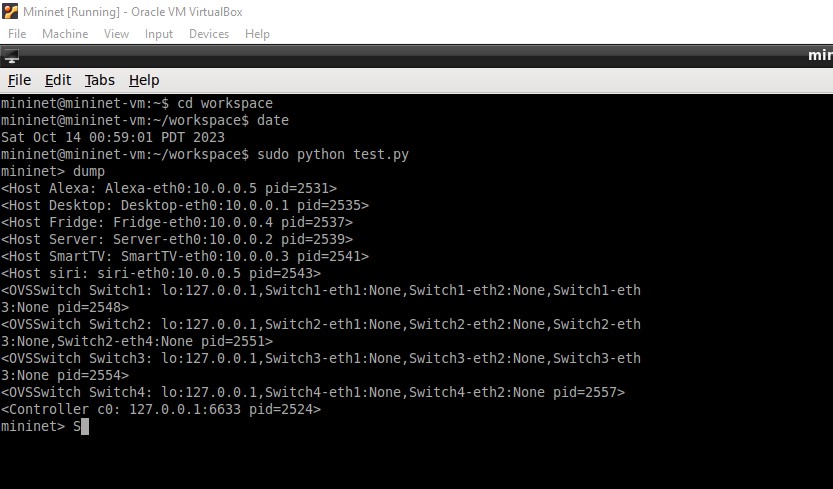 Mininet [Running] - Oracle VM VirtualBox
File Machine View Input Devices Help
File Edit Tabs Help
mininet@mininet-vm:~$ cd workspace
mininet@mininet-vm:~/workspace$ date
Sat Oct 14 00:59:01 PDT 2023
mininet@mininet-vm:~/workspace$ sudo python test.py
mininet> dump
<Host Alexa: Alexa-eth0:10.0.0.5 pid=2531>
<Host Desktop: Desktop-eth0:10.0.0.1 pid=2535>
<Host Fridge: Fridge-eth0:10.0.0.4 pid=2537>
<Host Server: Server-eth0:10.0.0.2 pid=2539>
<Host SmartTV: SmartTV-eth0:10.0.0.3 pid=2541>
<Host siri: siri-eth0:10.0.0.5 pid=2543>
<OVSSwitch Switch1: lo:127.0.0.1,Switch1-eth1:None,Switch1-eth2:None,Switch1-eth
3:None pid=2548>
<OVSSwitch Switch2: lo:127.0.0.1,Switch2-eth1:None,Switch2-eth2:None,Switch2-eth
3:None,Switch2-eth4:None pid=2551>
<OVSSwitch Switch3: lo:127.0.0.1,Switch3-eth1:None,Switch3-eth2:None,Switch3-eth
3:None pid=2554>
<OVSSwitch Switch4: lo:127.0.0.1,Switch4-eth1:None,Switch4-eth2:None pid=2557>
<Controller c0: 127.0.0.1:6633 pid=2524>
mininet> S